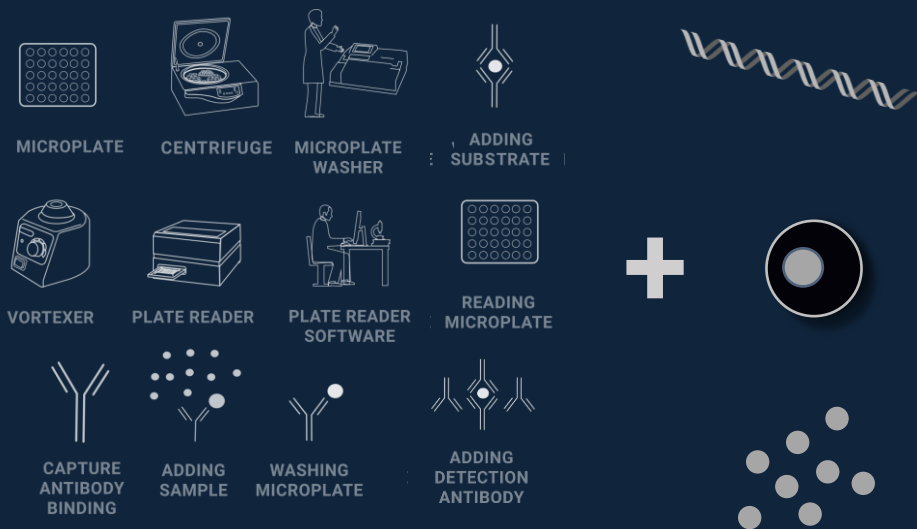 MICROPLATE
CENTRIFUGE
MICROPLATE
WASHER
ADDING
SUBSTRATE
VORTEXER
PLATE READER
PLATE READER
SOFTWARE
READING
MICROPLATE
CAPTURE
ANTIBODY
BINDING
ADDING
SAMPLE
WASHING
MICROPLATE
ADDING
DETECTION
ANTIBODY